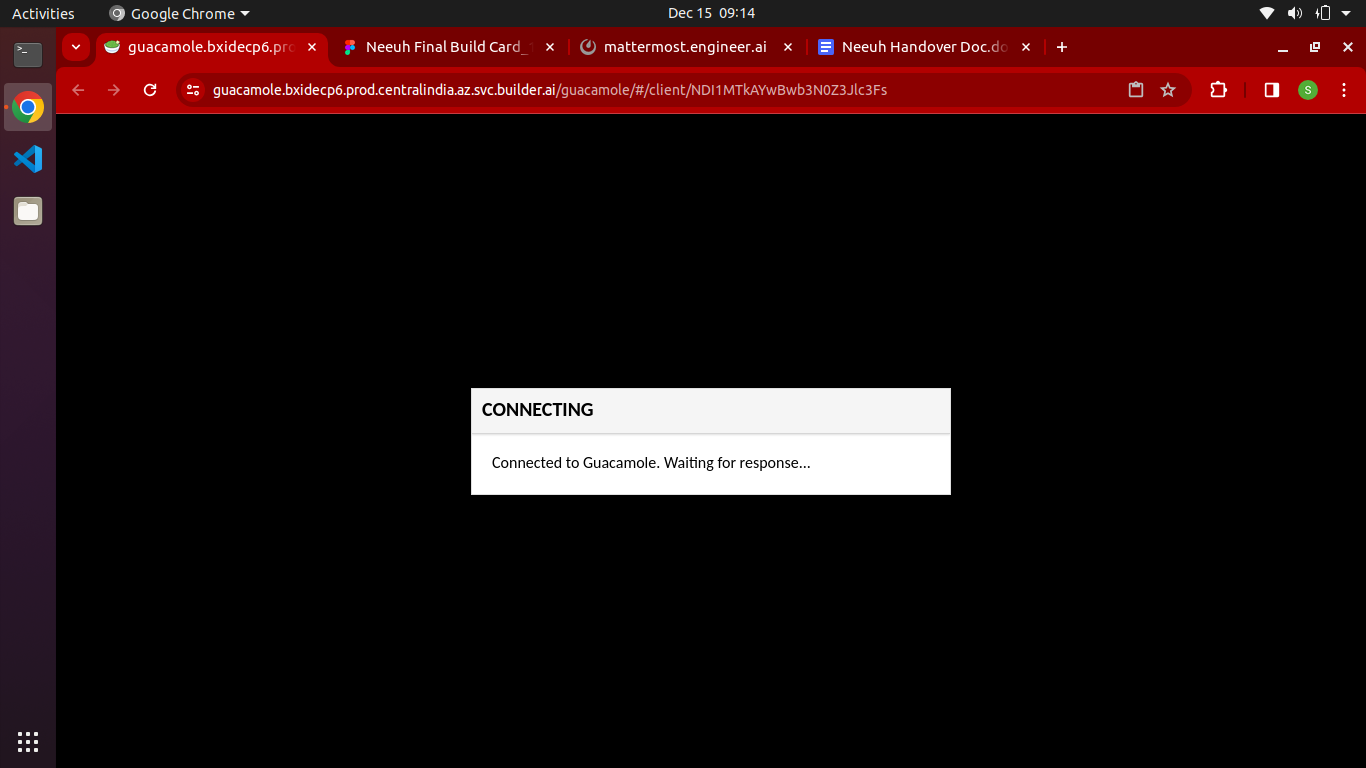 Activities
Google Chrome
Dec 15 09:14
guacamole.bxidecp6.pro
Neeuh Final Build Card_
mattermost.engineer.ai
Neeuh Handover Doc.do
guacamole.bxidecp6.prod.centralindia.az.svc.builder.ai/guacamole/#/client/NDI1MTkAYwBwb3N0Z3Jlc3Fs
S
CONNECTING
Connected to Guacamole. Waiting for response...